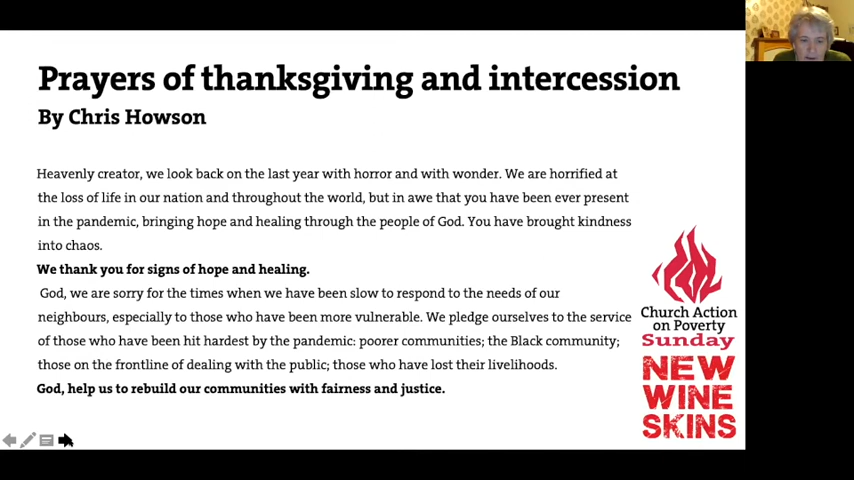 Prayers of thanksgiving and intercession
By Chris Howson
Heavenly creator, we look back on the last year with horror and with wonder. We are horrified at
the loss of life in our nation and throughout the world, but in awe that you have been ever present
in the pandemic, bringing hope and healing through the people of God. You have brought kindness
into chaos.
We thank you for signs of hope and healing.
God, we are sorry for the times when we have been slow to respond to the needs of our
neighbours, especially to those who have been more vulnerable. We pledge ourselves to the service
of those who have been hit hardest by the pandemic: poorer communities; the Black community;
those on the frontline of dealing with the public; those who have lost their livelihoods.
God, help us to rebuild our communities with fairness and justice.
Church Action
on Poverty
Sunday
NEW
WINE
SKINS